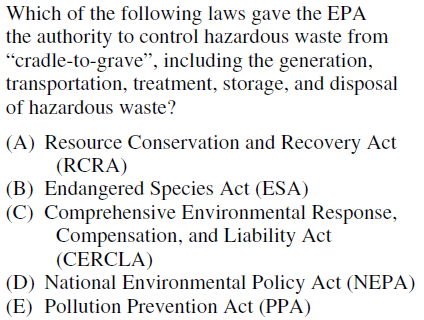 Which of the following laws gave the EPA
the authority to control hazardous waste from
“cradle-to-grave”, including the generation,
transportation, treatment, storage, and disposal
of hazardous waste?
(A) Resource Conservation and Recovery Act
(RCRA)
(B) Endangered Species Act (ESA)
(C) Comprehensive Environmental Response,
Compensation, and Liability Act
(CERCLA)
(D) National Environmental Policy Act (NEPA)
(E) Pollution Prevention Act (PPA)